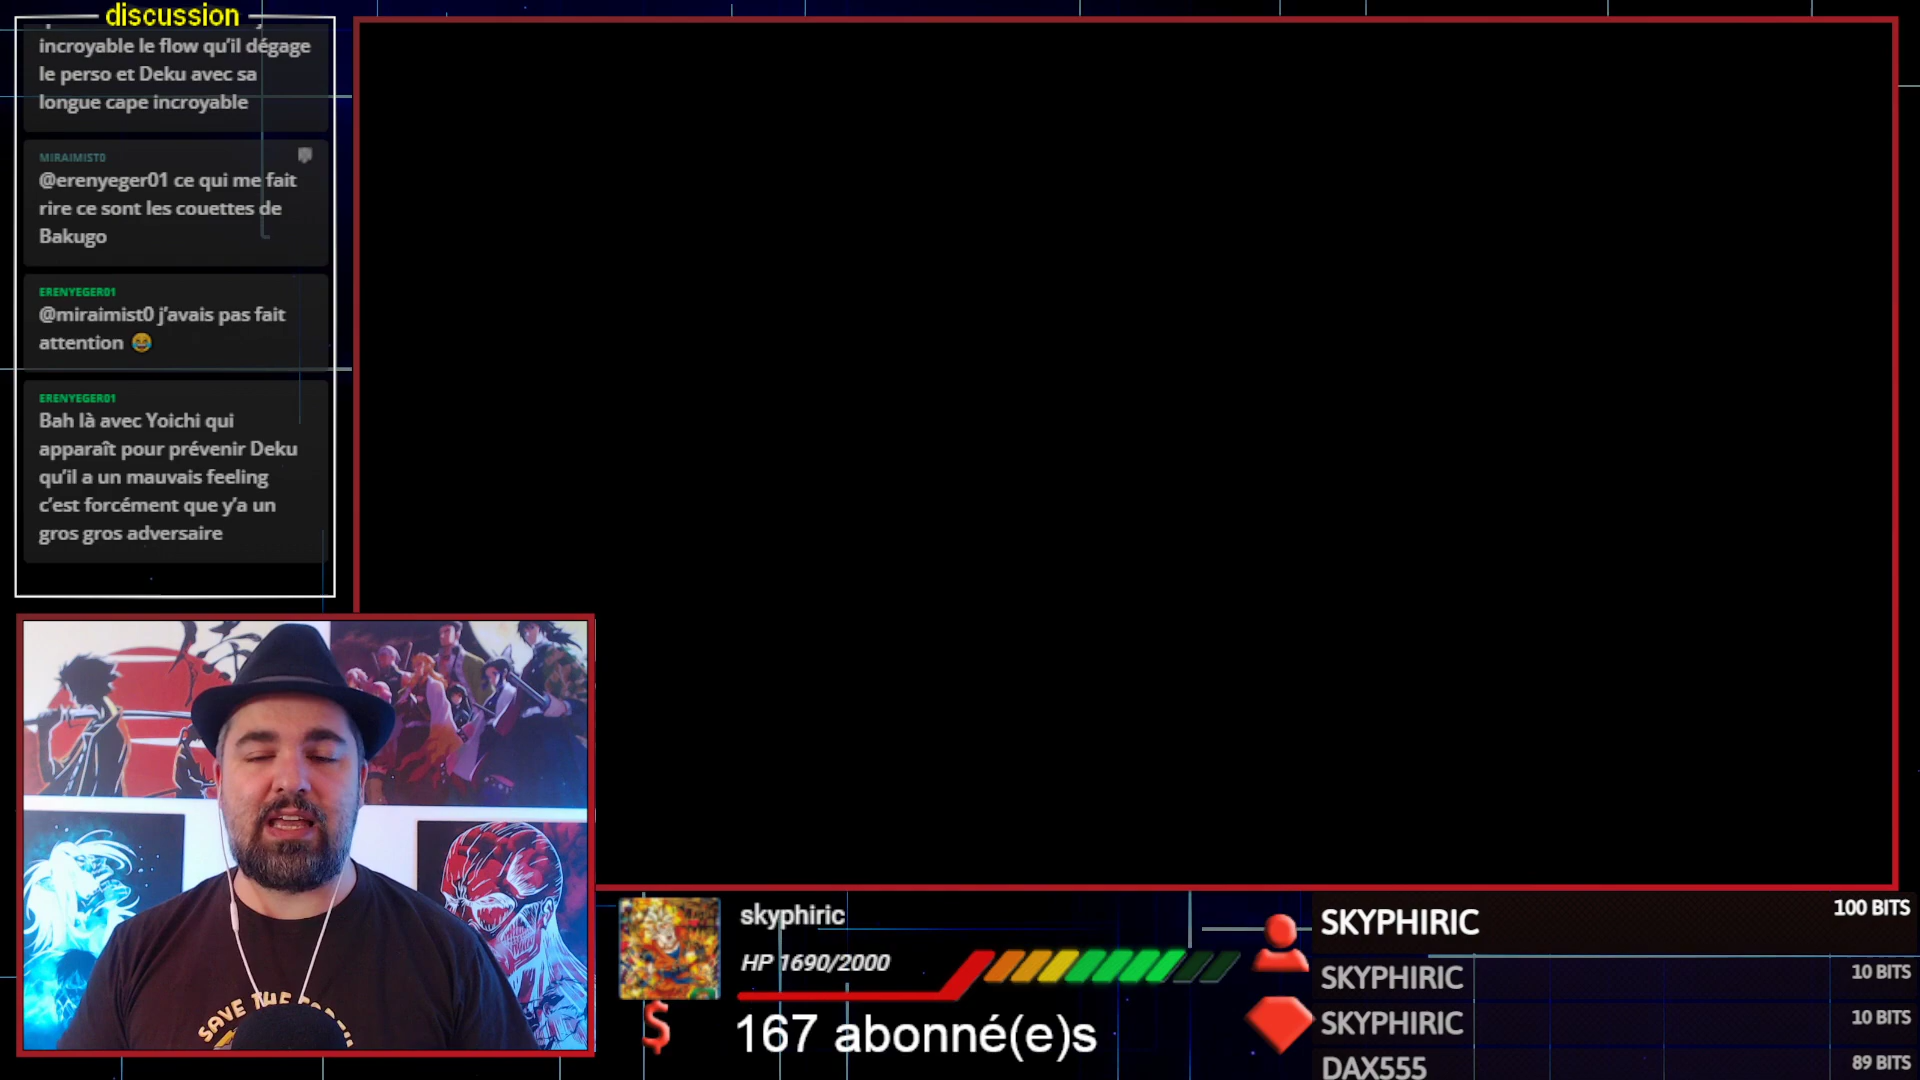 discussion
incroyable le flow qu'il dégage
le perso et Deku avec sa
longue cape incroyable
MIRAIMIST0
@erenyeger01 ce qui me fait
rire ce sont les couettes de
Bakugo
ERENYEGER01
@miraimist0 j'avais pas fait
attention 😂
ERENYEGER01
Bah là avec Yoichi qui
apparaît pour prévenir Deku
qu'il a un mauvais feeling
c'est forcément que y'a un
gros gros adversaire
SAVE THE
skyphiric
HP 1690/2000
$
167 abonné(e)s
SKYPHIRIC 100 BITS
SKYPHIRIC 10 BITS
SKYPHIRIC 10 BITS
DAX555 89 BITS